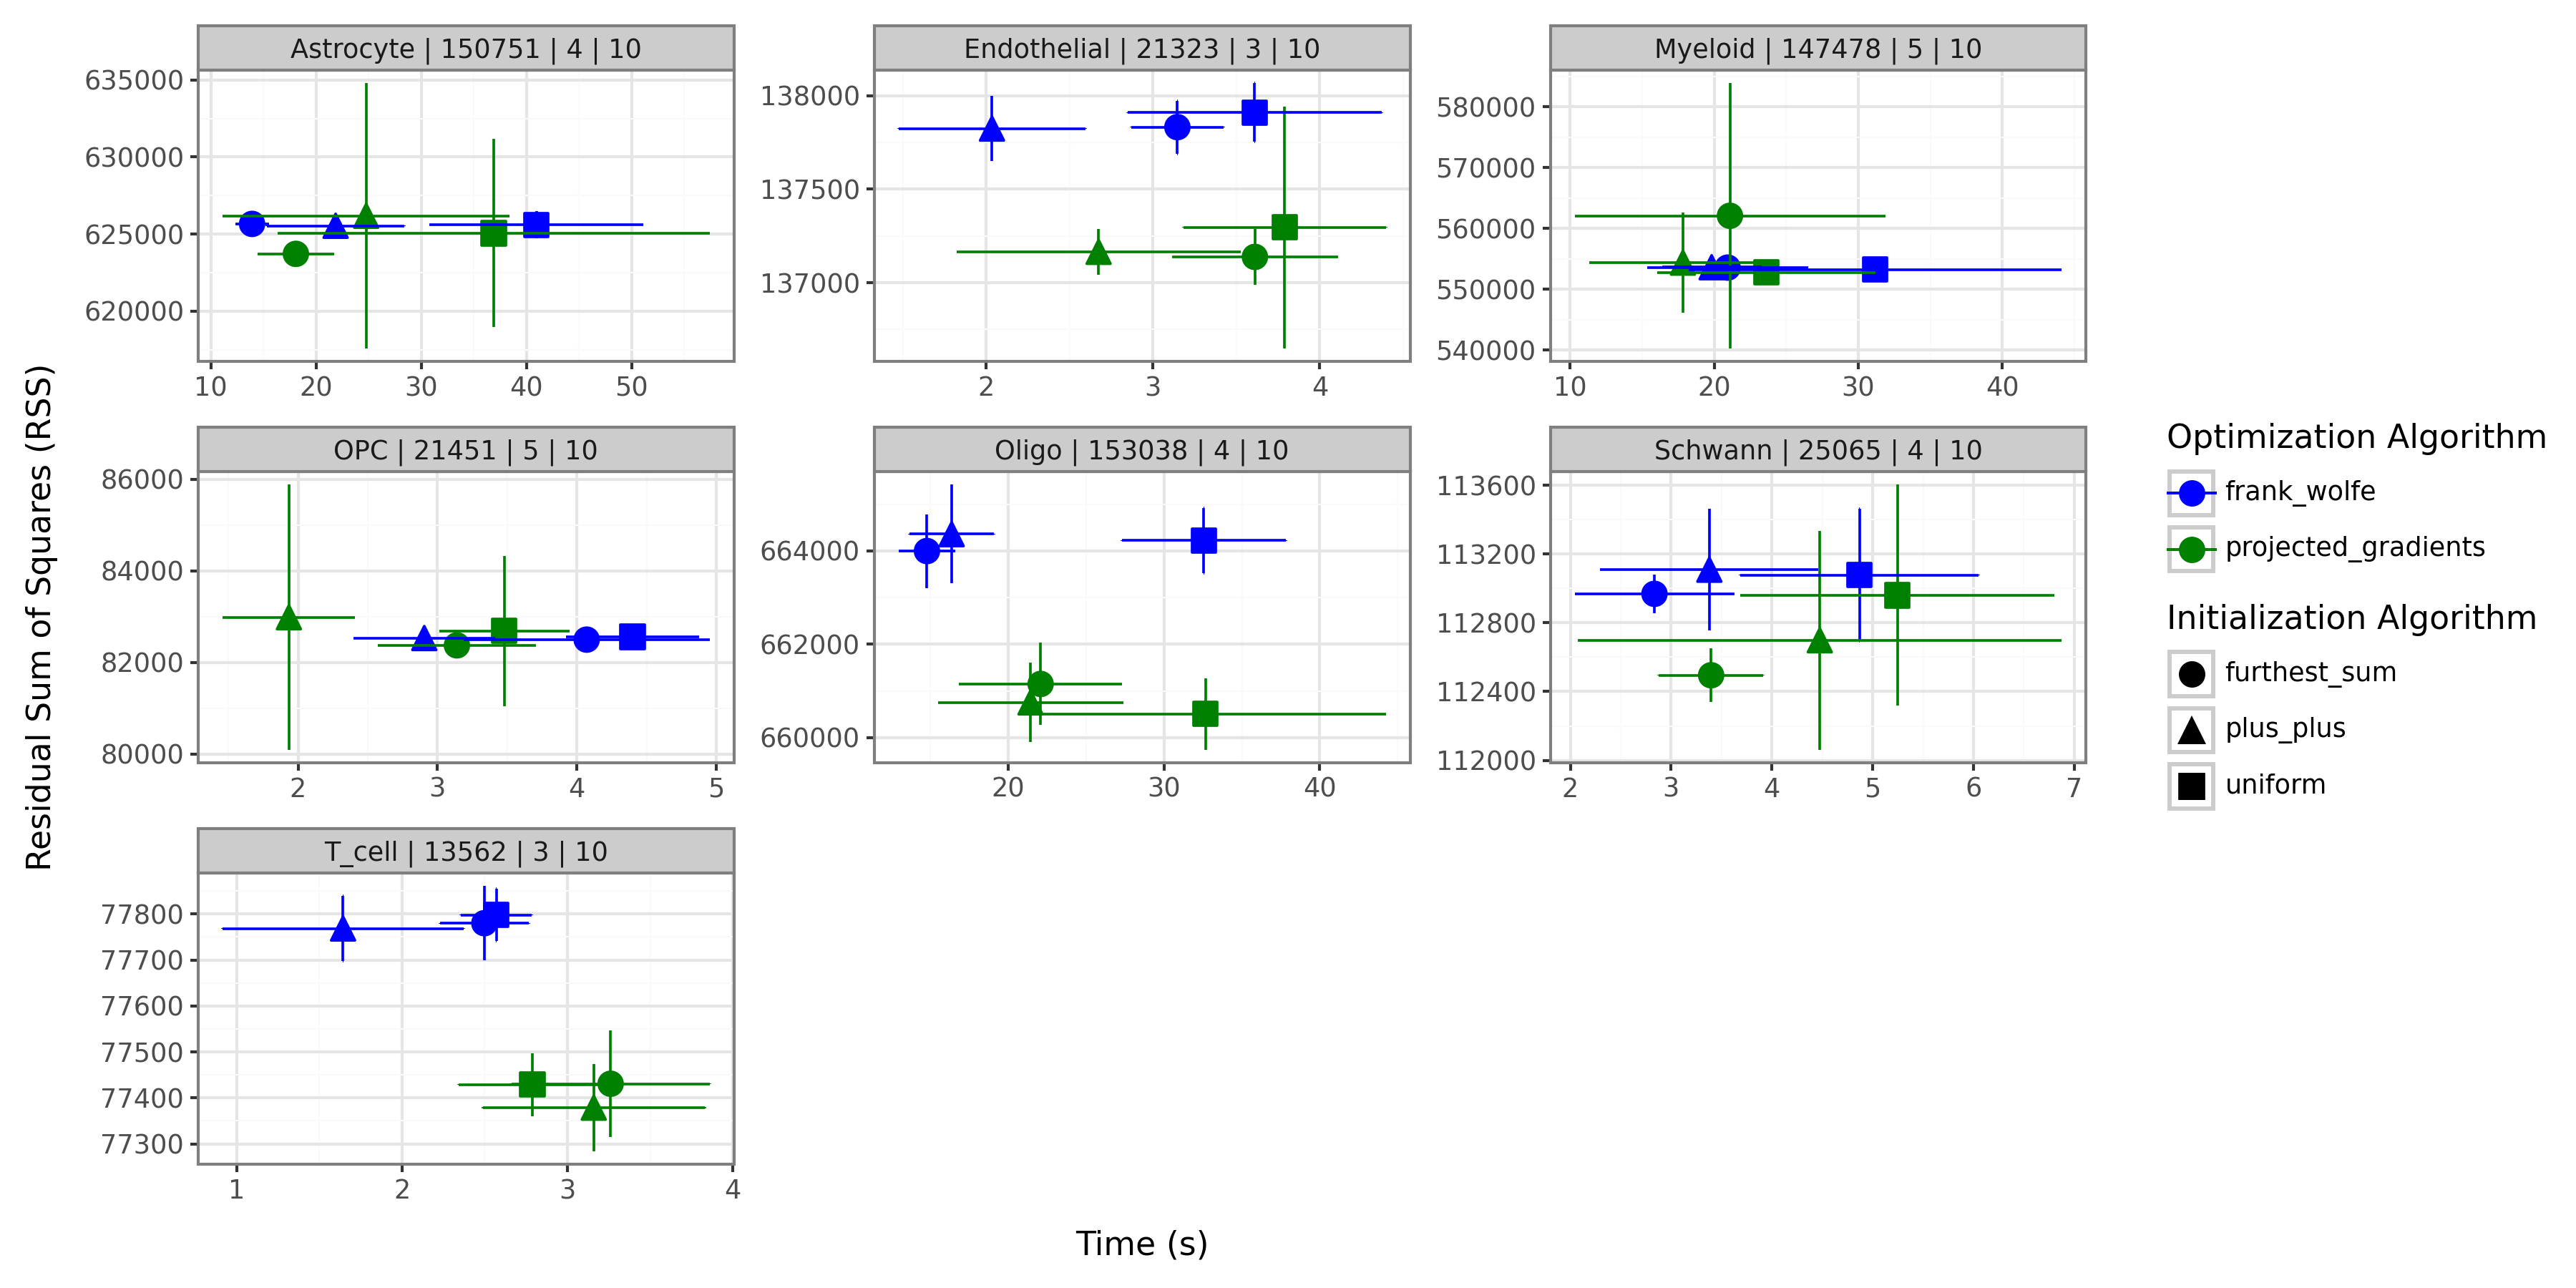 Astrocyte | 150751 | 4 | 10
635000
630000
625000
620000
10 20 30 40 50
Endothelial | 21323 | 3 | 10
138000
137500
137000
2 3 4
Myeloid | 147478 | 5 | 10
580000
570000
560000
550000
540000
10 20 30 40
OPC | 21451 | 5 | 10
86000
84000
82000
80000
2 3 4 5
Oligo | 153038 | 4 | 10
664000
662000
660000
20 30 40
Schwann | 25065 | 4 | 10
113600
113200
112800
112400
112000
2 3 4 5 6 7
T_cell | 13562 | 3 | 10
77800
77700
77600
77500
77400
77300
1 2 3 4
Residual Sum of Squares (RSS)
Time (s)
Optimization Algorithm
frank_wolfe
projected_gradients
Initialization Algorithm
furthest_sum
plus_plus
uniform